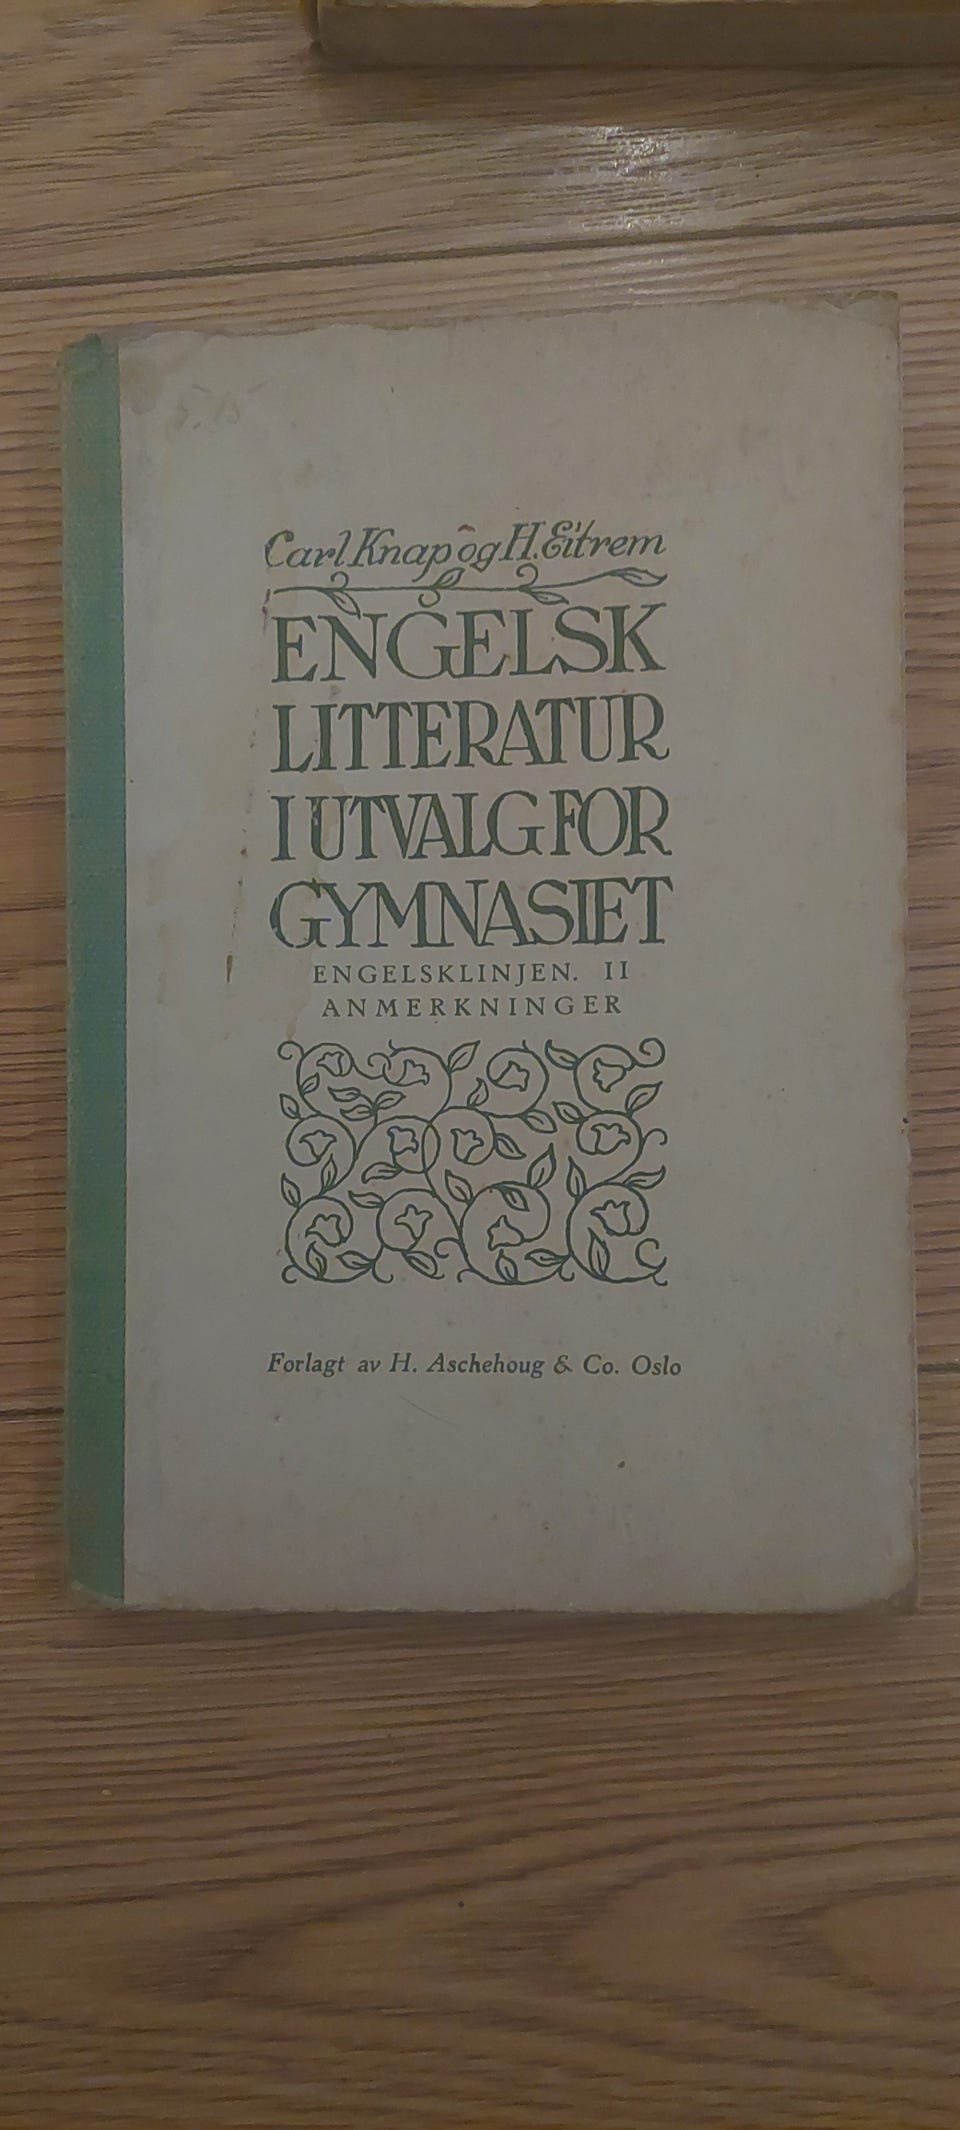 Carl Knap og H. Eitrem
ENGELSK
LITTERATUR
I UTVALG FOR
GYMNASIET
ENGELSKLINJEN. II
ANMERKNINGER
Forlagt av H. Aschehoug & Co. Oslo